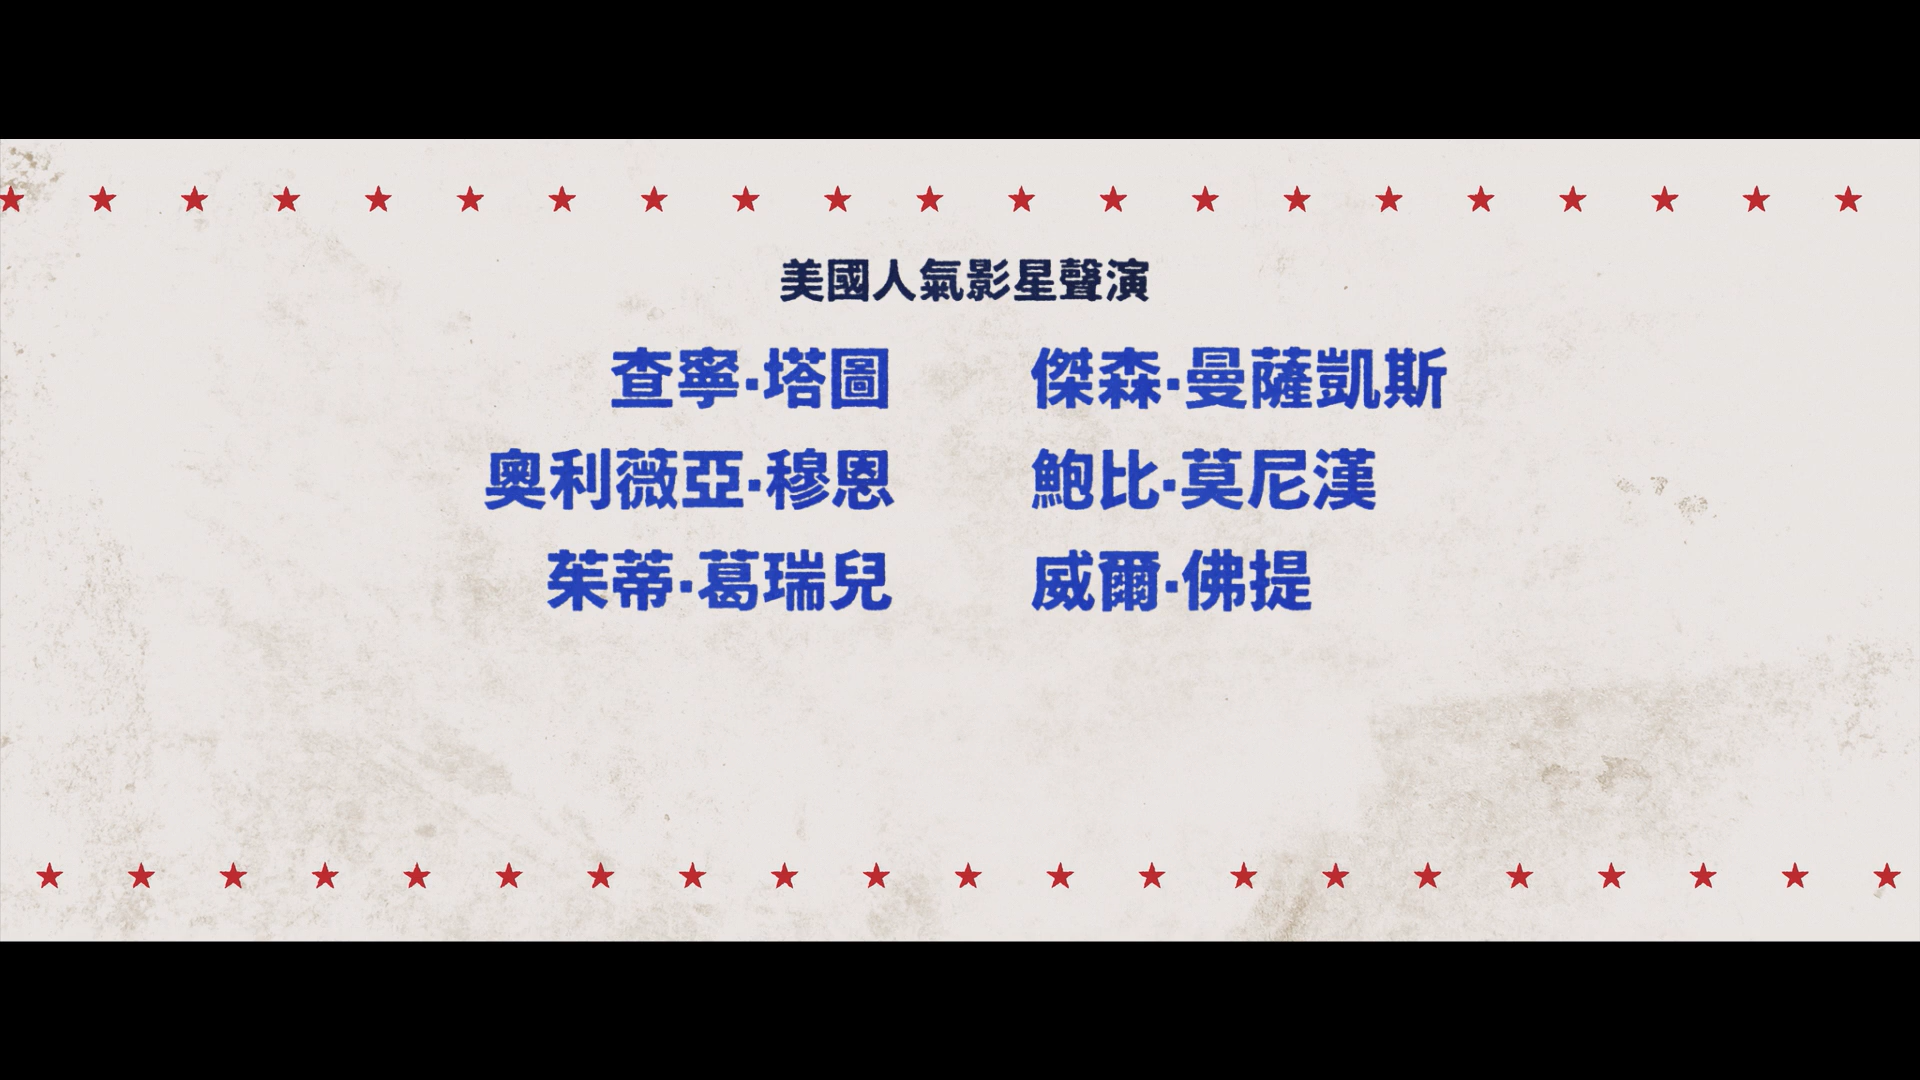 美國人氣影星聲演
查寧·塔圖 傑森·曼薩凱斯
奧利薇亞·穆恩 鮑比·莫尼漢
茱蒂·葛瑞兒 威爾·佛提